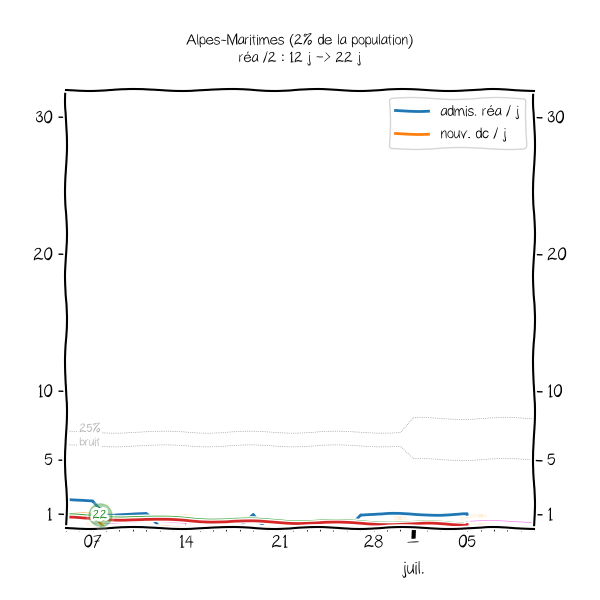 Alpes-Maritimes (2% de la population)
réa /2 : 12 j -> 22 j
admis. réa / j
nouv. dc / j
30
30
20
20
10
10
25%
bruit
5
5
1
1
22
07
14
21
28
05
juil.